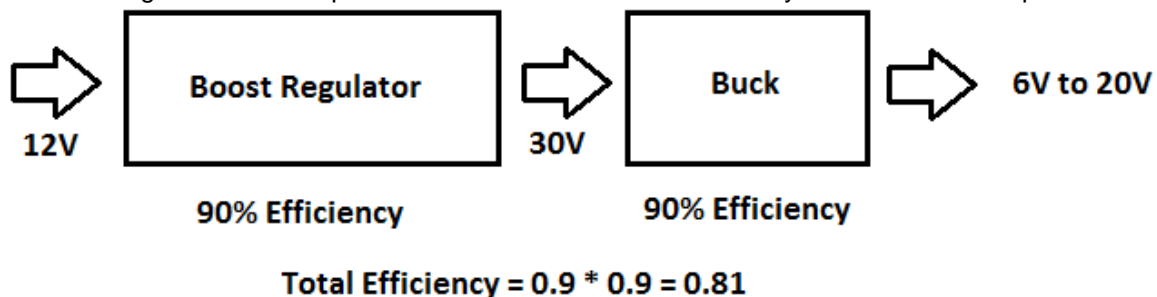 Boost Regulator
Buck
6V to 20V
12V
30V
90% Efficiency
90% Efficiency
Total Efficiency = 0.9 * 0.9 = 0.81